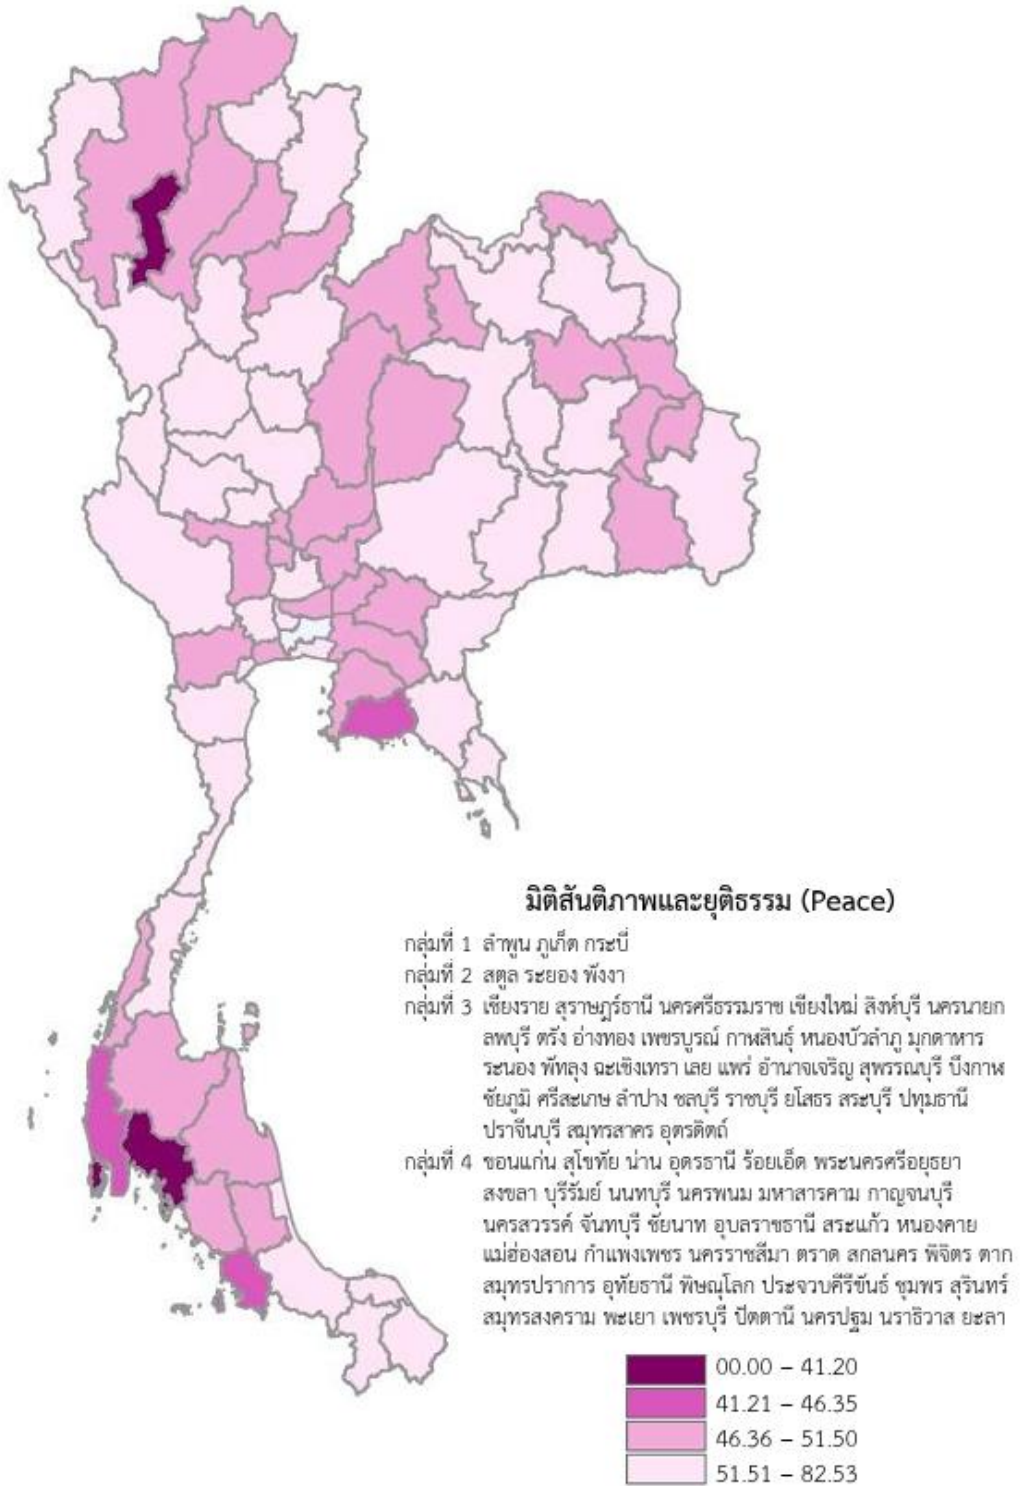 มิติสันติภาพและยุติธรรม (Peace)
กลุ่มที่ 1 ลำพูน ภูเก็ต กระบี่
กลุ่มที่ 2 สตูล ระยอง พังงา
กลุ่มที่ 3 เชียงราย สุราษฎร์ธานี นครศรีธรรมราช เชียงใหม่ สิงห์บุรี นครนายก
ลพบุรี ตรัง อ่างทอง เพชรบูรณ์ กาฬสินธุ์ หนองบัวลำภู มุกดาหาร
ระนอง พัทลุง ฉะเชิงเทรา เลย แพร่ อำนาจเจริญ สุพรรณบุรี บึงกาฬ
ชัยภูมิ ศรีสะเกษ ลำปาง ชลบุรี ราชบุรี ยโสธร สระบุรี ปทุมธานี
ปราจีนบุรี สมุทรสาคร อุตรดิตถ์
กลุ่มที่ 4 ขอนแก่น สุโขทัย น่าน อุดรธานี ร้อยเอ็ด พระนครศรีอยุธยา
สงขลา บุรีรัมย์ นนทบุรี นครพนม มหาสารคาม กาญจนบุรี
นครสวรรค์ จันทบุรี ชัยนาท อุบลราชธานี สระแก้ว หนองคาย
แม่ฮ่องสอน กำแพงเพชร นครราชสีมา ตราด สกลนคร พิจิตร ตาก
สมุทรปราการ อุทัยธานี พิษณุโลก ประจวบคีรีขันธ์ ชุมพร สุรินทร์
สมุทรสงคราม พะเยา เพชรบุรี ปัตตานี นครปฐม นราธิวาส ยะลา
00.00 – 41.20
41.21 – 46.35
46.36 – 51.50
51.51 – 82.53